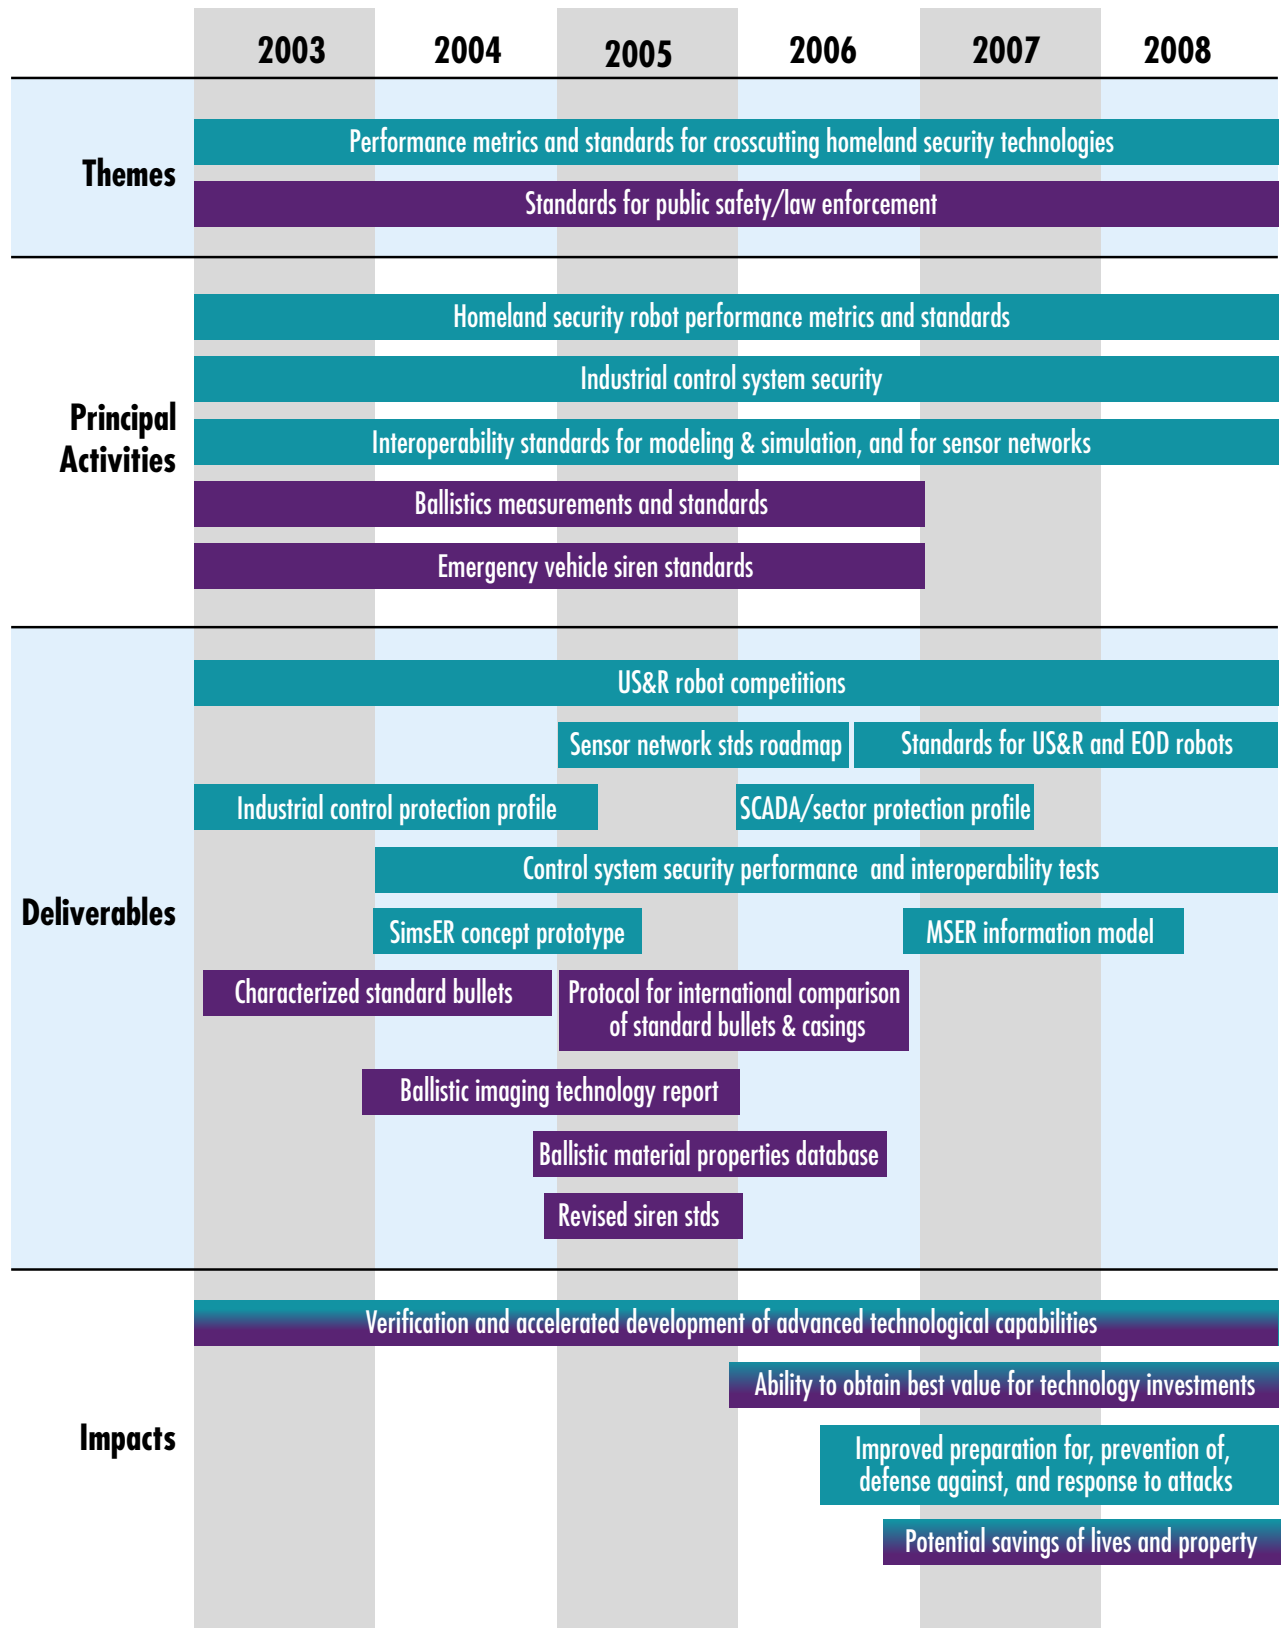 2003 2004 2005 2006 2007 2008
Themes
Performance metrics and standards for crosscutting homeland security technologies
Standards for public safety/law enforcement
Principal
Activities
Homeland security robot performance metrics and standards
Industrial control system security
Interoperability standards for modeling & simulation, and for sensor networks
Ballistics measurements and standards
Emergency vehicle siren standards
Deliverables
US&R robot competitions
Sensor network stds roadmap
Standards for US&R and EOD robots
Industrial control protection profile
SCADA/sector protection profile
Control system security performance and interoperability tests
SimsER concept prototype
MSER information model
Characterized standard bullets
Protocol for international comparison
of standard bullets & casings
Ballistic imaging technology report
Ballistic material properties database
Revised siren stds
Impacts
Verification and accelerated development of advanced technological capabilities
Ability to obtain best value for technology investments
Improved preparation for, prevention of,
defense against, and response to attacks
Potential savings of lives and property